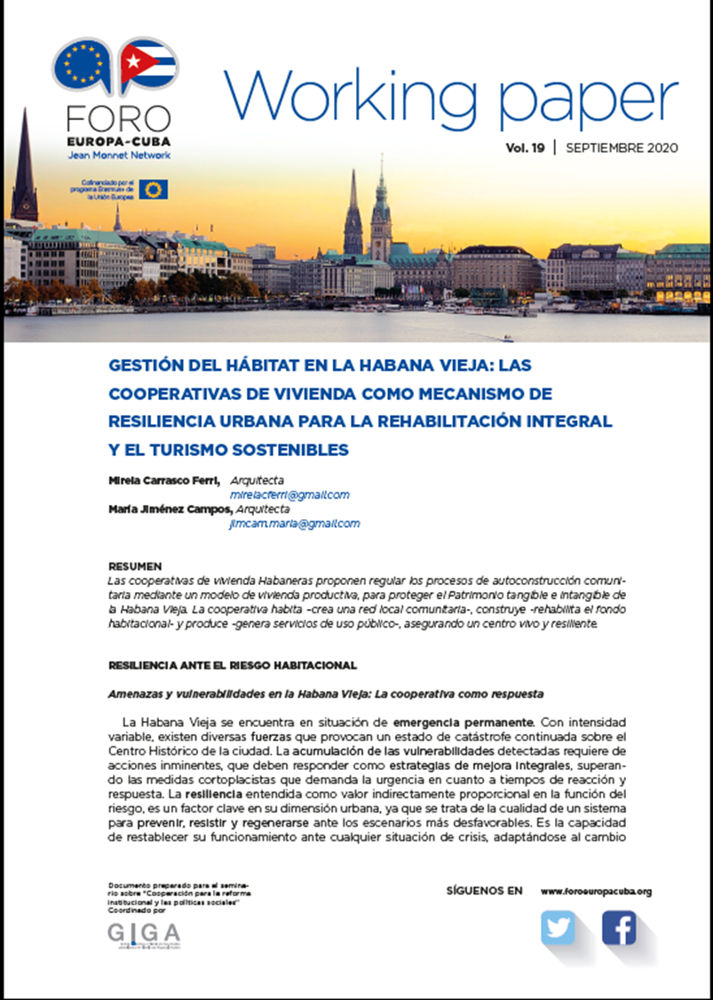 FORO
EUROPA-CUBA
Jean Monnet Network
Cofinanciado por el
programa Erasmus+ de
la Unión Europea
Working paper
Vol. 19 | SEPTIEMBRE 2020
GESTIÓN DEL HÁBITAT EN LA HABANA VIEJA: LAS
COOPERATIVAS DE VIVIENDA COMO MECANISMO DE
RESILIENCIA URBANA PARA LA REHABILITACIÓN INTEGRAL
Y EL TURISMO SOSTENIBLES
Mireia Carrasco Ferri, Arquitecta
mireiacferri@gmail.com
María Jiménez Campos, Arquitecta
jimcam.maria@gmail.com
RESUMEN
Las cooperativas de vivienda Habaneras proponen regular los procesos de autoconstrucción comuni-
taria mediante un modelo de vivienda productiva, para proteger el Patrimonio tangible e intangible de
la Habana Vieja. La cooperativa habita -crea una red local comunitaria-, construye -rehabilita el fondo
habitacional- y produce -genera servicios de uso público-, asegurando un centro vivo y resiliente.
RESILIENCIA ANTE EL RIESGO HABITACIONAL
Amenazas y vulnerabilidades en la Habana Vieja: La cooperativa como respuesta
La Habana Vieja se encuentra en situación de emergencia permanente. Con intensidad
variable, existen diversas fuerzas que provocan un estado de catástrofe continuada sobre el
Centro Histórico de la ciudad. La acumulación de las vulnerabilidades detectadas requiere de
acciones inminentes, que deben responder como estrategias de mejora integrales, superan-
do las medidas cortoplacistas que demanda la urgencia en cuanto a tiempos de reacción y
respuesta. La resiliencia entendida como valor indirectamente proporcional en la función del
riesgo, es un factor clave en su dimensión urbana, ya que se trata de la cualidad de un sistema
para prevenir, resistir y regenerarse ante los escenarios más desfavorables. Es la capacidad
de restablecer su funcionamiento ante cualquier situación de crisis, adaptándose al cambio
Documento preparado para el semina-
rio sobre "Cooperación para la reforma
institucional y las políticas sociales"
Coordinado por
GIGA
SÍGUENOS EN www.foroeuropacuba.org